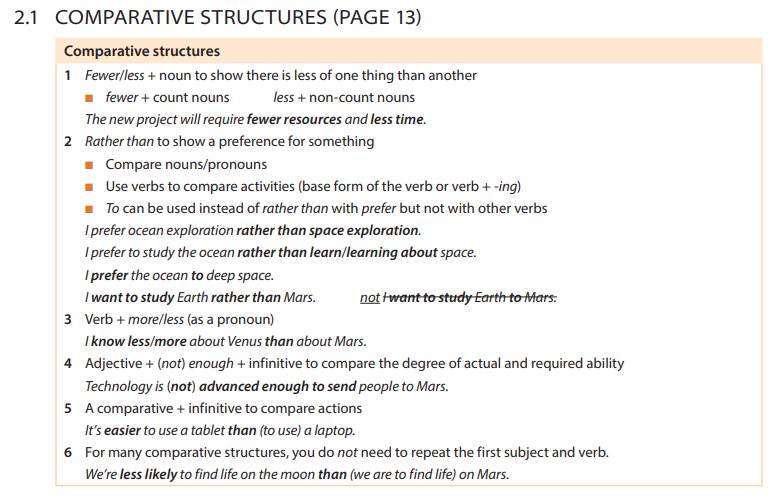 2.1 COMPARATIVE STRUCTURES (PAGE 13)
Comparative structures
1 Fewer/less + noun to show there is less of one thing than another
■ fewer + count nouns less + non-count nouns
The new project will require fewer resources and less time.
2 Rather than to show a preference for something
■ Compare nouns/pronouns
■ Use verbs to compare activities (base form of the verb or verb + -ing)
■ To can be used instead of rather than with prefer but not with other verbs
I prefer ocean exploration rather than space exploration.
I prefer to study the ocean rather than learn/learning about space.
I prefer the ocean to deep space.
I want to study Earth rather than Mars. not I want to study Earth to Mars.
3 Verb + more/less (as a pronoun)
I know less/more about Venus than about Mars.
4 Adjective + (not) enough + infinitive to compare the degree of actual and required ability
Technology is (not) advanced enough to send people to Mars.
5 A comparative + infinitive to compare actions
It's easier to use a tablet than (to use) a laptop.
6 For many comparative structures, you do not need to repeat the first subject and verb.
We're less likely to find life on the moon than (we are to find life) on Mars.